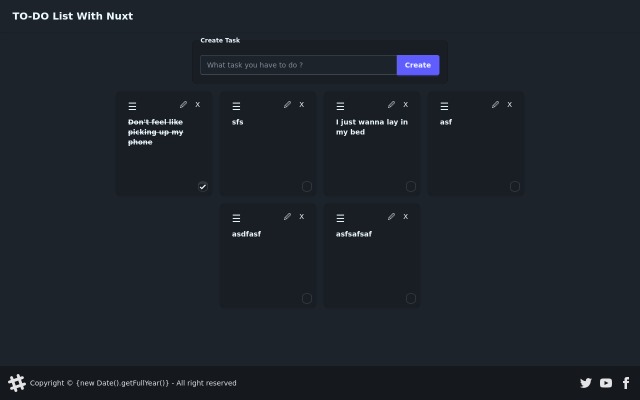 TO-DO List With Nuxt
Create Task
What task you have to do ?
Create
X
X
X
X
Don't feel like
picking up my
phone
sfs
I just wanna lay in
my bed
asf
X
X
asdfasf
asfsafsaf
Copyright © {new Date().getFullYear()} - All right reserved